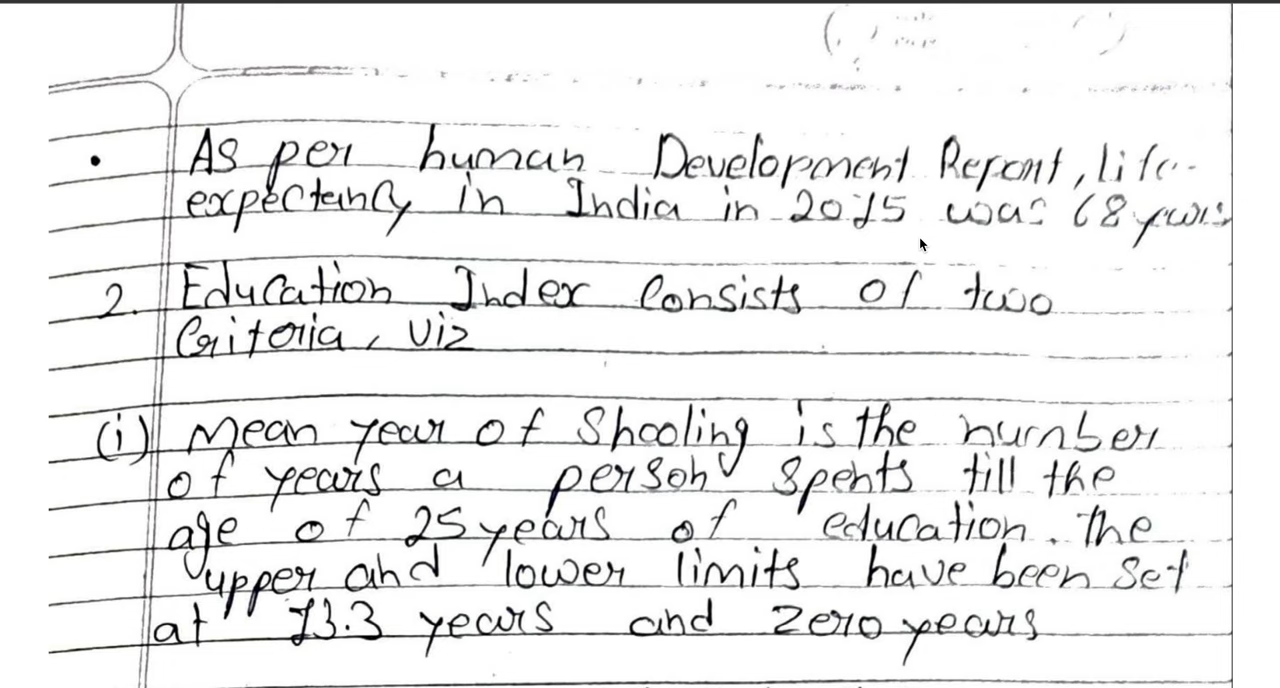 • As per human Development Report, life
expectancy in India in 2015 was 68 years
2. Education Index Consists of two
Criteria, Viz
(i) Mean year of Shooling is the number
of years a person spents till the
age of 25 years of education. The
upper and lower limits have been Set
at 13.3 years and Zero years